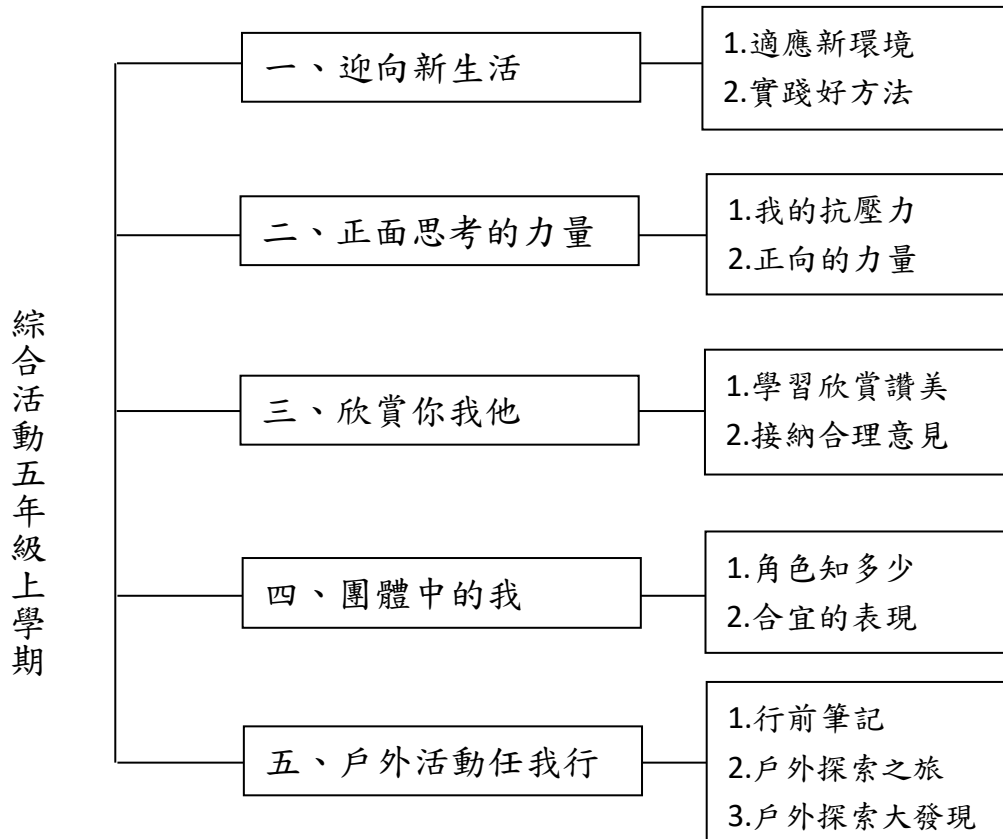 綜合活動五年級上學期
一、迎向新生活
1.適應新環境
2.實踐好方法
二、正面思考的力量
1.我的抗壓力
2.正向的力量
三、欣賞你我他
1.學習欣賞讚美
2.接納合理意見
四、團體中的我
1.角色知多少
2.合宜的表現
五、戶外活動任我行
1.行前筆記
2.戶外探索之旅
3.戶外探索大發現